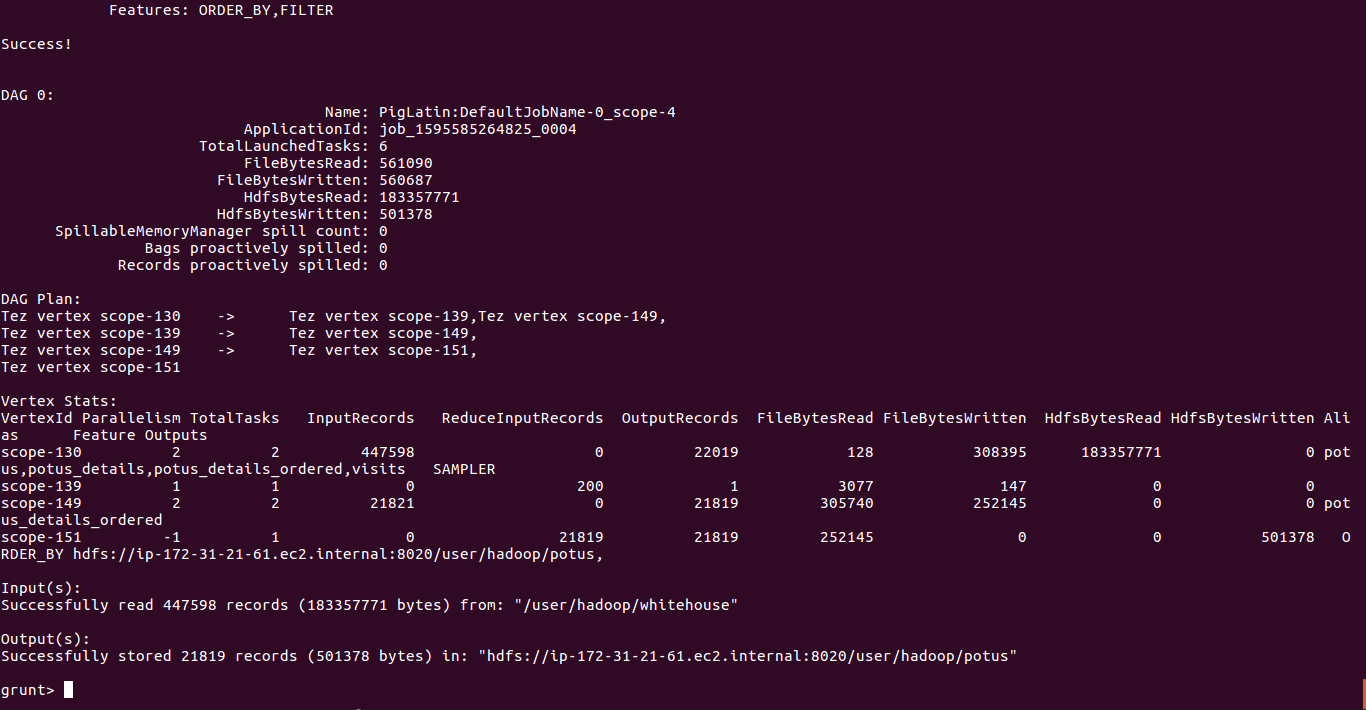 Features: ORDER_BY,FILTER
Success!
DAG 0:
Name: PigLatin:DefaultJobName-0_scope-4
ApplicationId: job_1595585264825_0004
TotalLaunchedTasks: 6
FileBytesRead: 561090
FileBytesWritten: 560687
HdfsBytesRead: 183357771
HdfsBytesWritten: 501378
SpillableMemoryManager spill count: 0
Bags proactively spilled: 0
Records proactively spilled: 0
DAG Plan:
Tez vertex scope-130    ->      Tez vertex scope-139,Tez vertex scope-149,
Tez vertex scope-139    ->      Tez vertex scope-149,
Tez vertex scope-149    ->      Tez vertex scope-151,
Tez vertex scope-151
Vertex Stats:
VertexId Parallelism TotalTasks   InputRecords   ReduceInputRecords  OutputRecords  FileBytesRead FileBytesWritten  HdfsBytesRead HdfsBytesWritten Ali
as      Feature Outputs
scope-130           2          2         447598                    0          22019            128           308395      183357771                0 pot
us,potus_details,potus_details_ordered,visits   SAMPLER
scope-139           1          1              0                  200              1           3077              147              0                0
scope-149           2          2          21821                    0          21819         305740           252145              0                0 pot
us_details_ordered
scope-151          -1          1              0                21819          21819         252145                0              0           501378   O
RDER_BY hdfs://ip-172-31-21-61.ec2.internal:8020/user/hadoop/potus,
Input(s):
Successfully read 447598 records (183357771 bytes) from: "/user/hadoop/whitehouse"
Output(s):
Successfully stored 21819 records (501378 bytes) in: "hdfs://ip-172-31-21-61.ec2.internal:8020/user/hadoop/potus"
grunt>